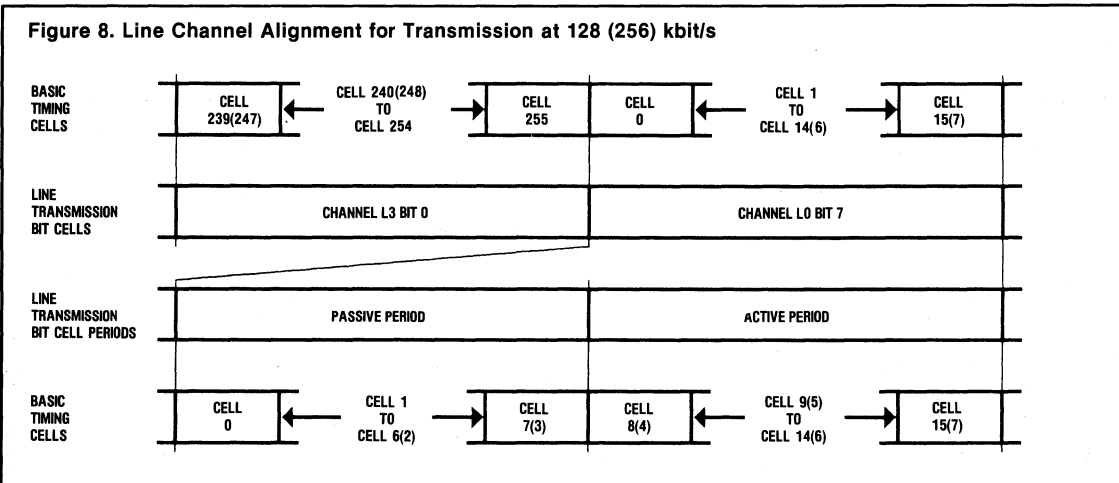 Figure 8. Line Channel Alignment for Transmission at 128 (256) kbit/s
BASIC
TIMING
CELLS
CELL
239(247)
CELL 240(248)
TO
CELL 254
CELL
255
CELL
0
CELL 1
TO
CELL 14(6)
CELL
15(7)
LINE
TRANSMISSION
BIT CELLS
CHANNEL L3 BIT 0
CHANNEL L0 BIT 7
LINE
TRANSMISSION
BIT CELL PERIODS
PASSIVE PERIOD
ACTIVE PERIOD
BASIC
TIMING
CELLS
CELL
0
CELL 1
TO
CELL 6(2)
CELL
7(3)
CELL
8(4)
CELL 9(5)
TO
CELL 14(6)
CELL
15(7)